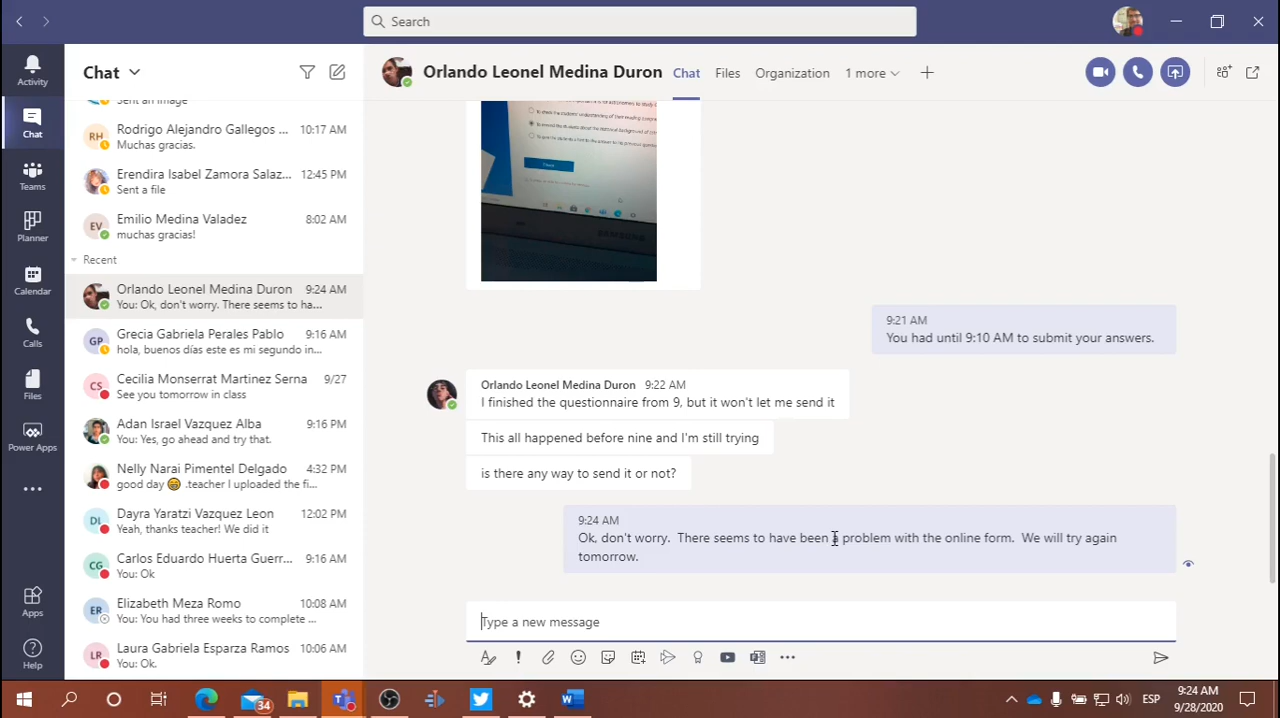 Search
Activity
Chat
Teams
Planner
Calendar
Calls
Files
Power Apps
Apps
Help
Chat
Sent an image
RH
Rodrigo Alejandro Gallegos ... 10:17 AM
Muchas gracias.
Erendira Isabel Zamora Salaz... 12:45 PM
Sent a file
EV
Emilio Medina Valadez 8:02 AM
muchas gracias!
Recent
Orlando Leonel Medina Duron 9:24 AM
You: Ok, don't worry. There seems to ha...
GP
Grecia Gabriela Perales Pablo 9:16 AM
hola, buenos días este es mi segundo in...
CS
Cecilia Monserrat Martinez Serna 9/27
See you tomorrow in class
Adan Israel Vazquez Alba 9:16 PM
You: Yes, go ahead and try that.
Nelly Narai Pimentel Delgado 4:32 PM
good day 😁 .teacher I uploaded the fi...
DL
Dayra Yaratzi Vazquez Leon 12:02 PM
Yeah, thanks teacher! We did it
CG
Carlos Eduardo Huerta Guerr... 9:16 AM
You: Ok
ER
Elizabeth Meza Romo 10:08 AM
You: You had three weeks to complete ...
LR
Laura Gabriela Esparza Ramos 10:06 AM
You: Ok.
Orlando Leonel Medina Duron Chat Files Organization 1 more
SAMSUNG
9:21 AM
You had until 9:10 AM to submit your answers.
Orlando Leonel Medina Duron 9:22 AM
I finished the questionnaire from 9, but it won't let me send it
This all happened before nine and I'm still trying
is there any way to send it or not?
9:24 AM
Ok, don't worry. There seems to have been a problem with the online form. We will try again
tomorrow.
Type a new message
34
ESP
9:24 AM
9/28/2020